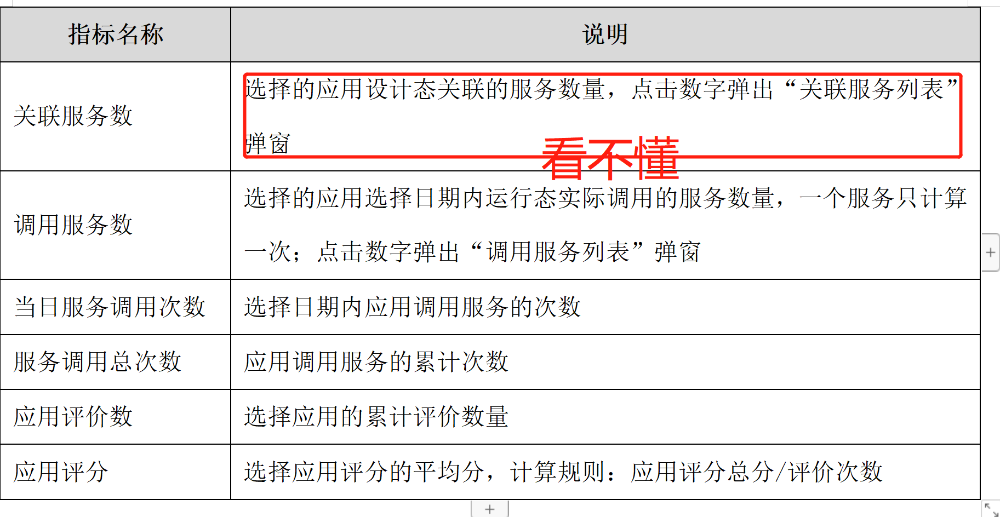 指标名称
说明
关联服务数
选择的应用设计态关联的服务数量，点击数字弹出“关联服务列表”
弹窗
看不懂
调用服务数
选择的应用选择日期内运行态实际调用的服务数量，一个服务只计算
一次；点击数字弹出“调用服务列表”弹窗
当日服务调用次数
选择日期内应用调用服务的次数
服务调用总次数
应用调用服务的累计次数
应用评价数
选择应用的累计评价数量
应用评分
选择应用评分的平均分，计算规则：应用评分总分/评价次数